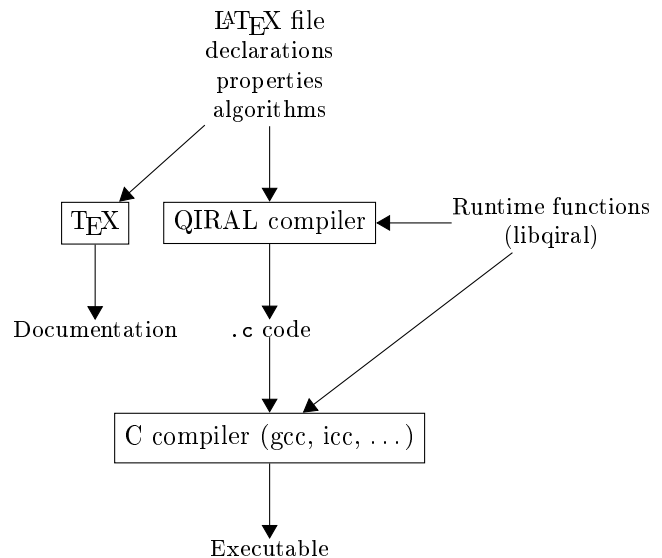 LATEX file
declarations
properties
algorithms
TEX
QIRAL compiler
Runtime functions
(libqiral)
Documentation
.c code
C compiler (gcc, icc, ...)
Executable